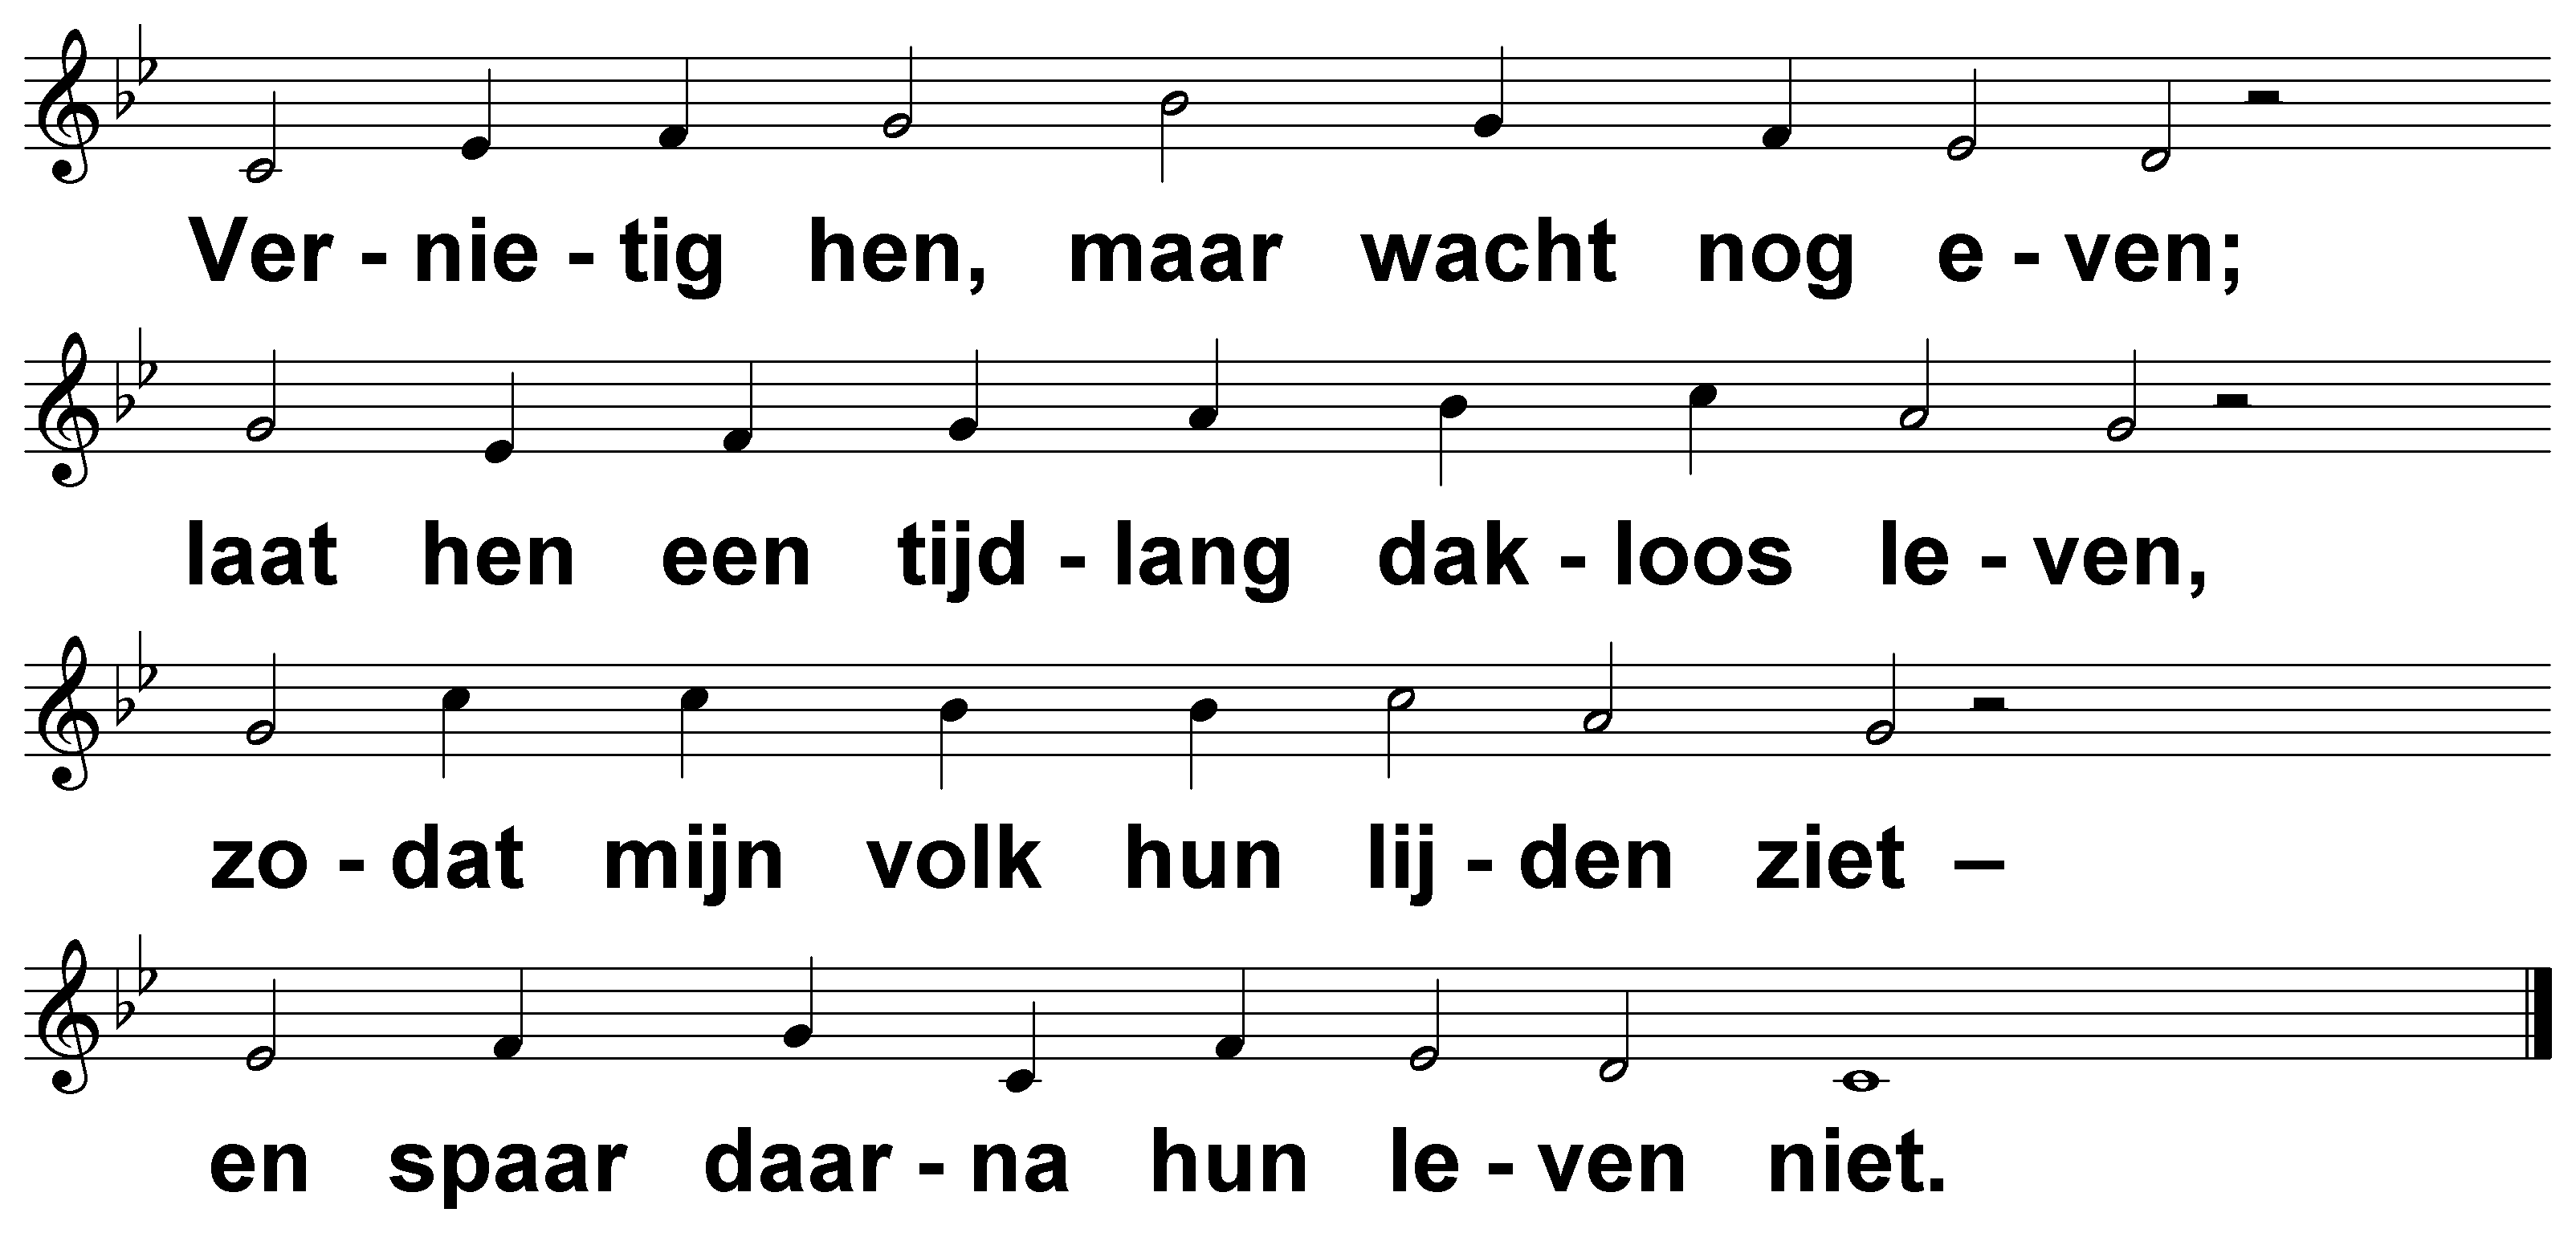 Ver - nie - tig hen, maar wacht nog e - ven;
laat hen een tijd - lang dak - loos le - ven,
zo - dat mijn volk hun lij - den ziet –
en spaar daar - na hun le - ven niet.